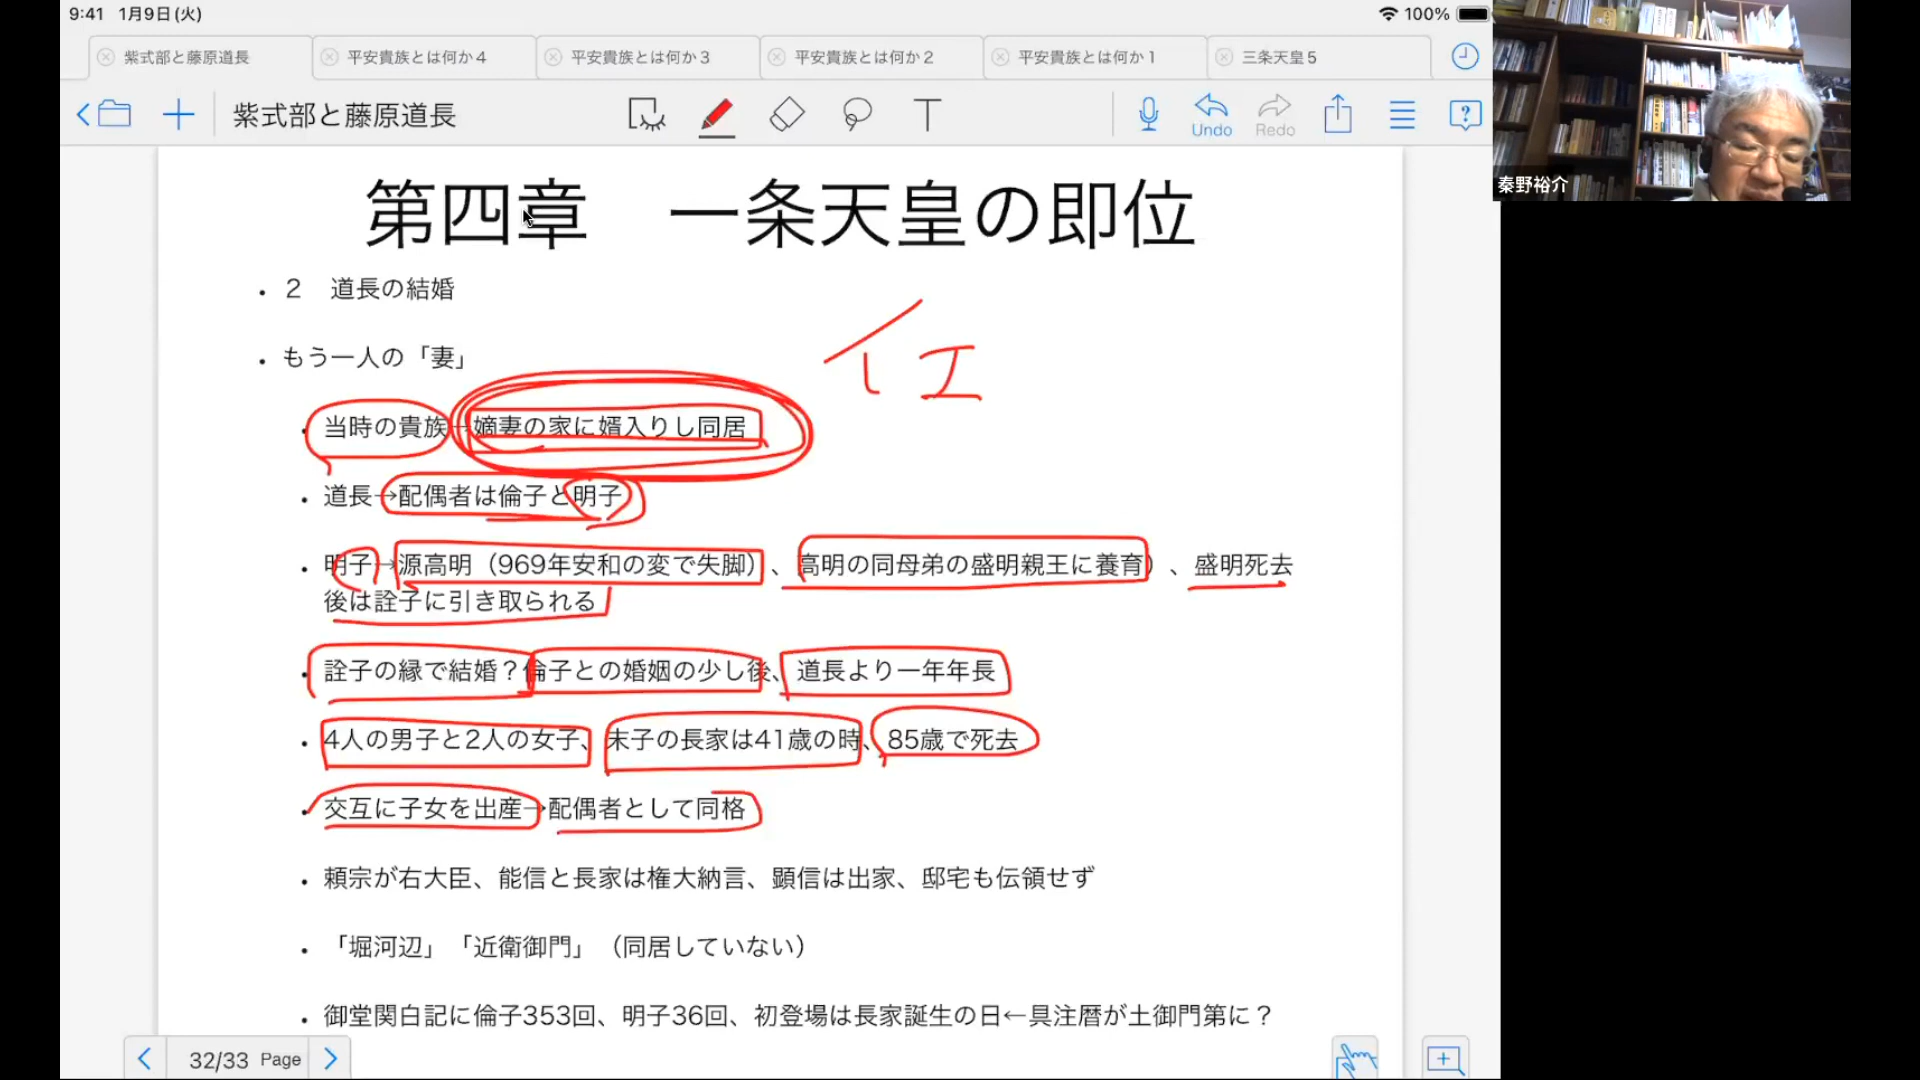 9:41 1月9日(火)
100%
紫式部と藤原道長
平安貴族とは何か４
平安貴族とは何か３
平安貴族とは何か２
平安貴族とは何か１
三条天皇５
紫式部と藤原道長
T
Undo
Redo
?
秦野裕介
第四章　一条天皇の即位
・２　道長の結婚
イエ
・もう一人の「妻」
・当時の貴族→嫡妻の家に婿入りし同居
・道長→配偶者は倫子と明子
・明子→源高明（969年安和の変で失脚）、高明の同母弟の盛明親王に養育）、盛明死去
後は詮子に引き取られる
・詮子の縁で結婚？倫子との婚姻の少し後、道長より一年年長
・4人の男子と2人の女子、末子の長家は41歳の時、85歳で死去
・交互に子女を出産→配偶者として同格
・頼宗が右大臣、能信と長家は権大納言、顕信は出家、邸宅も伝領せず
・「堀河辺」「近衛御門」（同居していない）
・御堂関白記に倫子353回、明子36回、初登場は長家誕生の日←具注暦が土御門第に？
32/33 Page